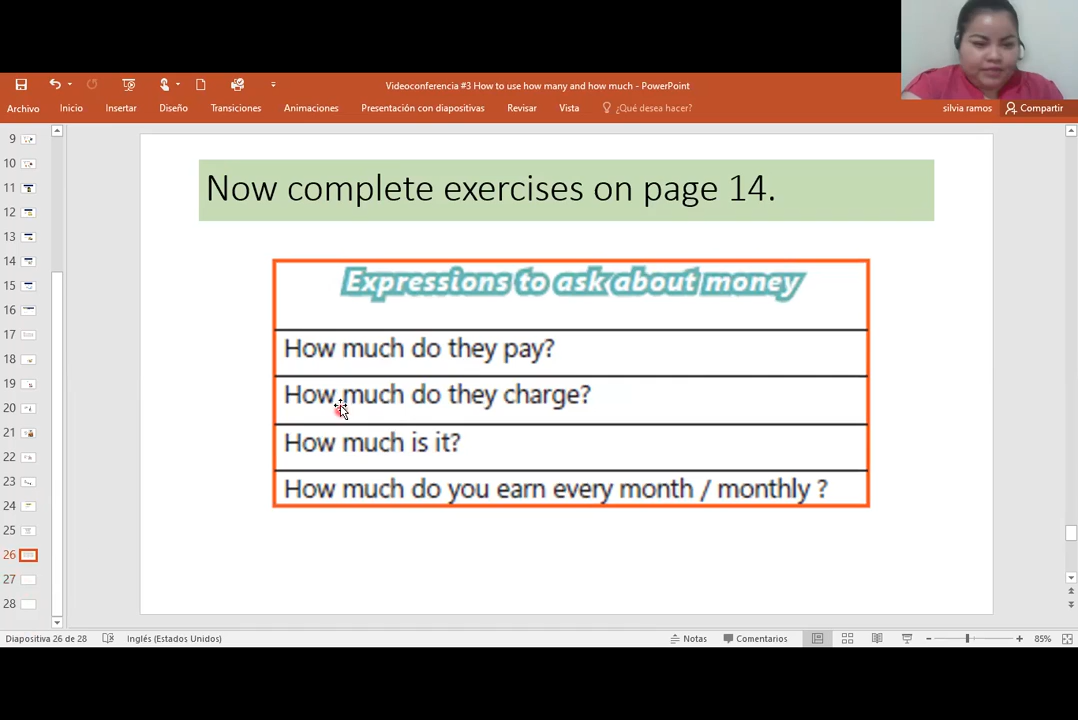 Videoconferencia #3 How to use how many and how much - PowerPoint
Archivo Inicio Insertar Diseño Transiciones Animaciones Presentación con diapositivas Revisar Vista ¿Qué desea hacer? silvia ramos Compartir
9
10
11
12
13
14
15
16
17
18
19
20
21
22
23
24
25
26
27
28
Now complete exercises on page 14.
Expressions to ask about money
How much do they pay?
How much do they charge?
How much is it?
How much do you earn every month / monthly ?
Diapositiva 26 de 28 Inglés (Estados Unidos) Notas Comentarios 85%